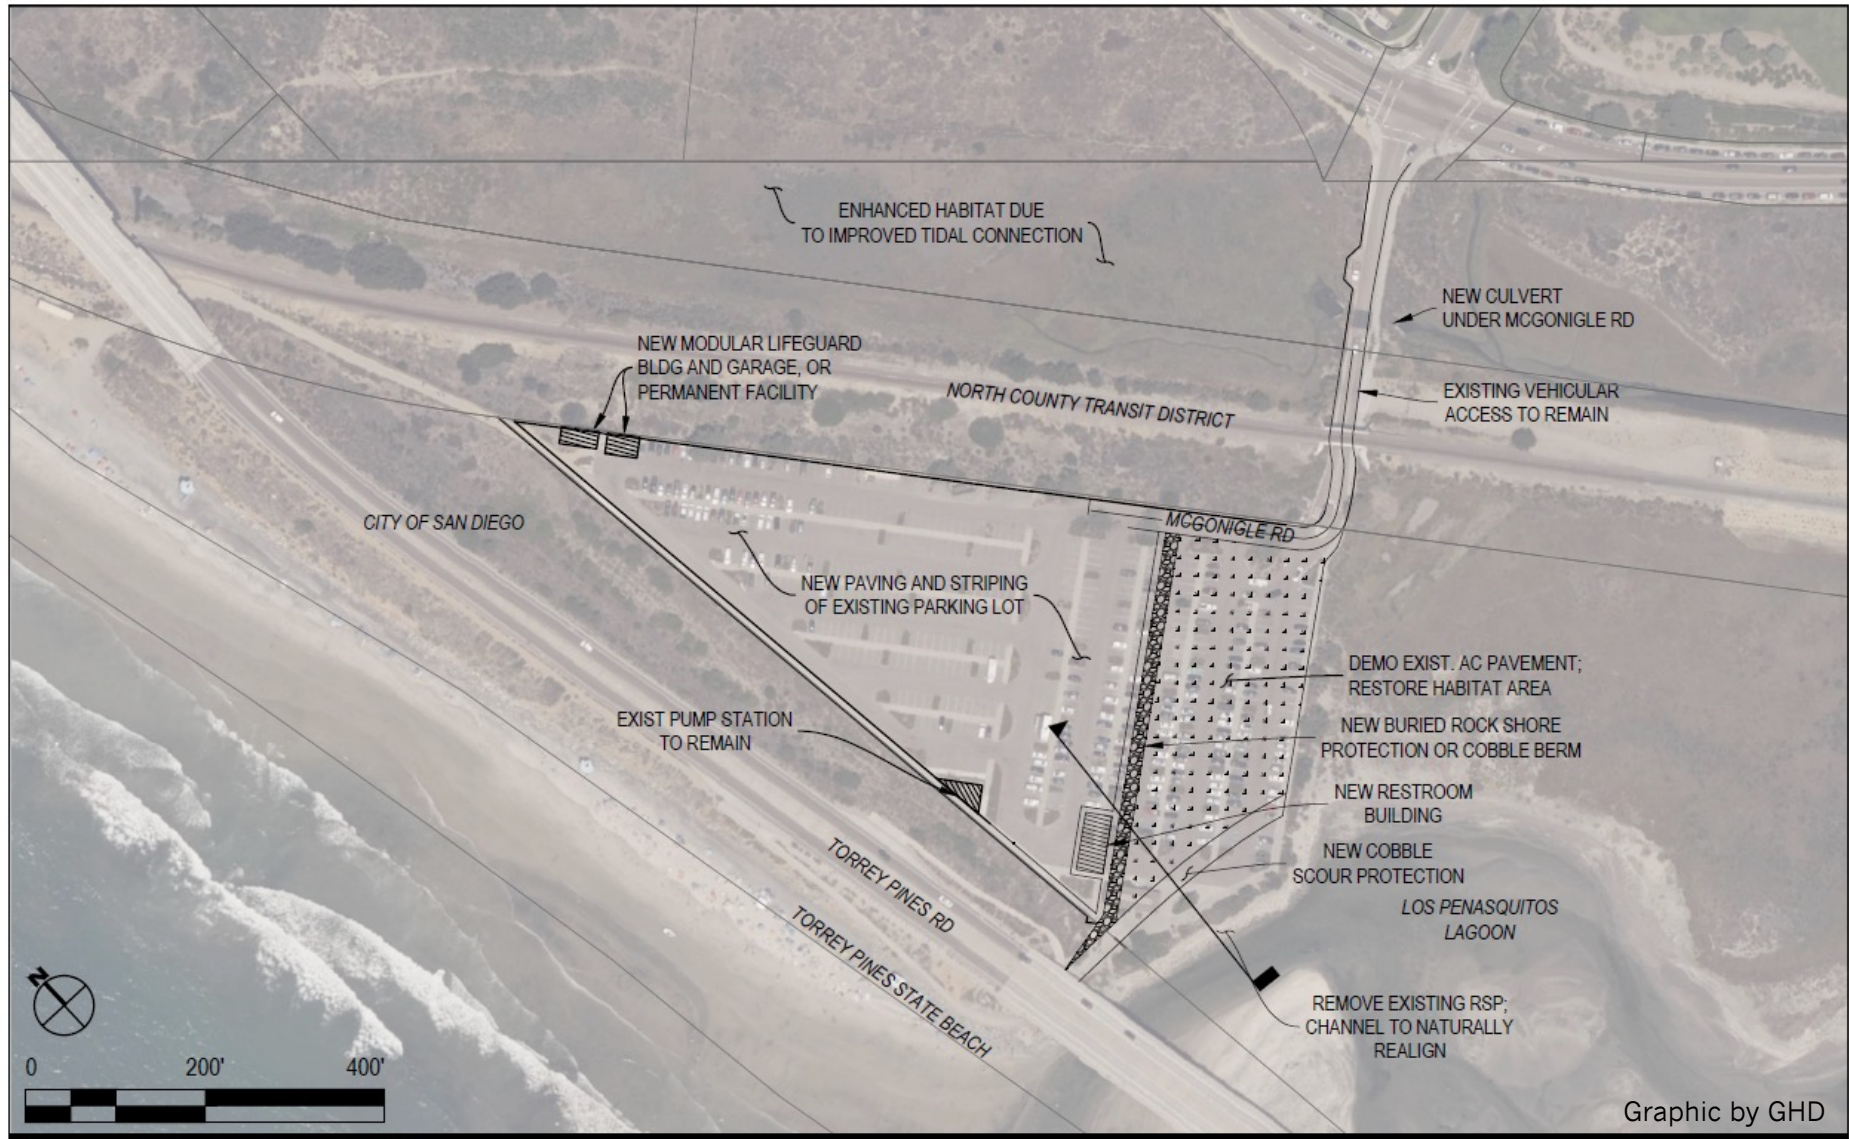 ENHANCED HABITAT DUE
TO IMPROVED TIDAL CONNECTION
NEW CULVERT
UNDER MCGONIGLE RD
NEW MODULAR LIFEGUARD
BLDG AND GARAGE, OR
PERMANENT FACILITY
NORTH COUNTY TRANSIT DISTRICT
EXISTING VEHICULAR
ACCESS TO REMAIN
CITY OF SAN DIEGO
MCGONIGLE RD
NEW PAVING AND STRIPING
OF EXISTING PARKING LOT
DEMO EXIST. AC PAVEMENT;
RESTORE HABITAT AREA
EXIST PUMP STATION
TO REMAIN
NEW BURIED ROCK SHORE
PROTECTION OR COBBLE BERM
NEW RESTROOM
BUILDING
NEW COBBLE
SCOUR PROTECTION
TORREY PINES RD
TORREY PINES STATE BEACH
LOS PENASQUITOS
LAGOON
REMOVE EXISTING RSP;
CHANNEL TO NATURALLY
REALIGN
N
0 200' 400'
Graphic by GHD